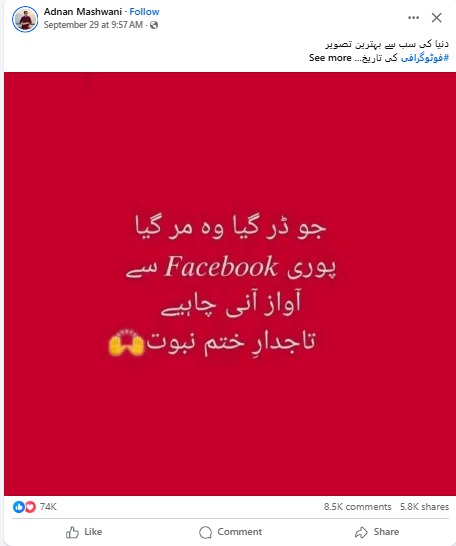 Adnan Mashwani · Follow
September 29 at 9:57 AM ·
دنیا کی سب سے بہترین تصویر
#فوٹوگرافی کی تاریخ... See more
جو ڈر گیا وہ مر گیا
پوری Facebook سے
آواز آنی چاہیے
تاجدارِ ختم نبوت🙌
74K
8.5K comments 5.8K shares
Like Comment Share